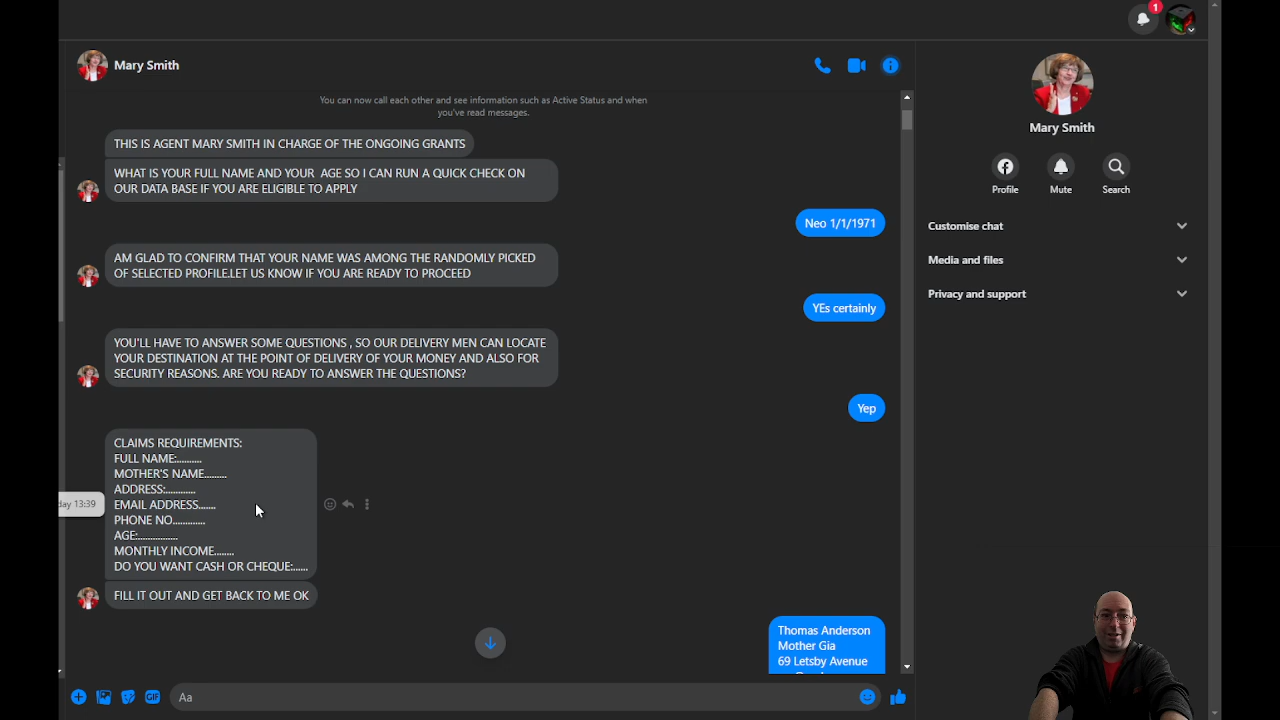 1
Mary Smith
You can now call each other and see information such as Active Status and when
you've read messages.
THIS IS AGENT MARY SMITH IN CHARGE OF THE ONGOING GRANTS
WHAT IS YOUR FULL NAME AND YOUR AGE SO I CAN RUN A QUICK CHECK ON
OUR DATA BASE IF YOU ARE ELIGIBLE TO APPLY
Neo 1/1/1971
AM GLAD TO CONFIRM THAT YOUR NAME WAS AMONG THE RANDOMLY PICKED
OF SELECTED PROFILE.LET US KNOW IF YOU ARE READY TO PROCEED
YEs certainly
YOU'LL HAVE TO ANSWER SOME QUESTIONS , SO OUR DELIVERY MEN CAN LOCATE
YOUR DESTINATION AT THE POINT OF DELIVERY OF YOUR MONEY AND ALSO FOR
SECURITY REASONS. ARE YOU READY TO ANSWER THE QUESTIONS?
Yep
CLAIMS REQUIREMENTS:
FULL NAME:..........
MOTHER'S NAME.........
ADDRESS:............
EMAIL ADDRESS.......
PHONE NO.............
AGE:................
MONTHLY INCOME........
DO YOU WANT CASH OR CHEQUE:......
day 13:39
FILL IT OUT AND GET BACK TO ME OK
Thomas Anderson
Mother Gia
69 Letsby Avenue
GIF
Aa
Mary Smith
Profile
Mute
Search
Customise chat
Media and files
Privacy and support